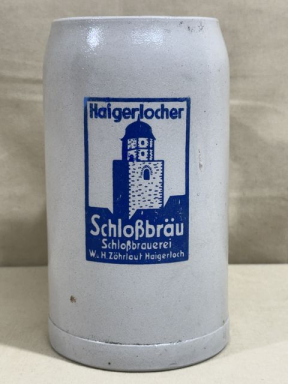 Haigerlocher
Schloßbräu
Schloßbrauerei
W. u. H. Zöhrlaut Haigerloch